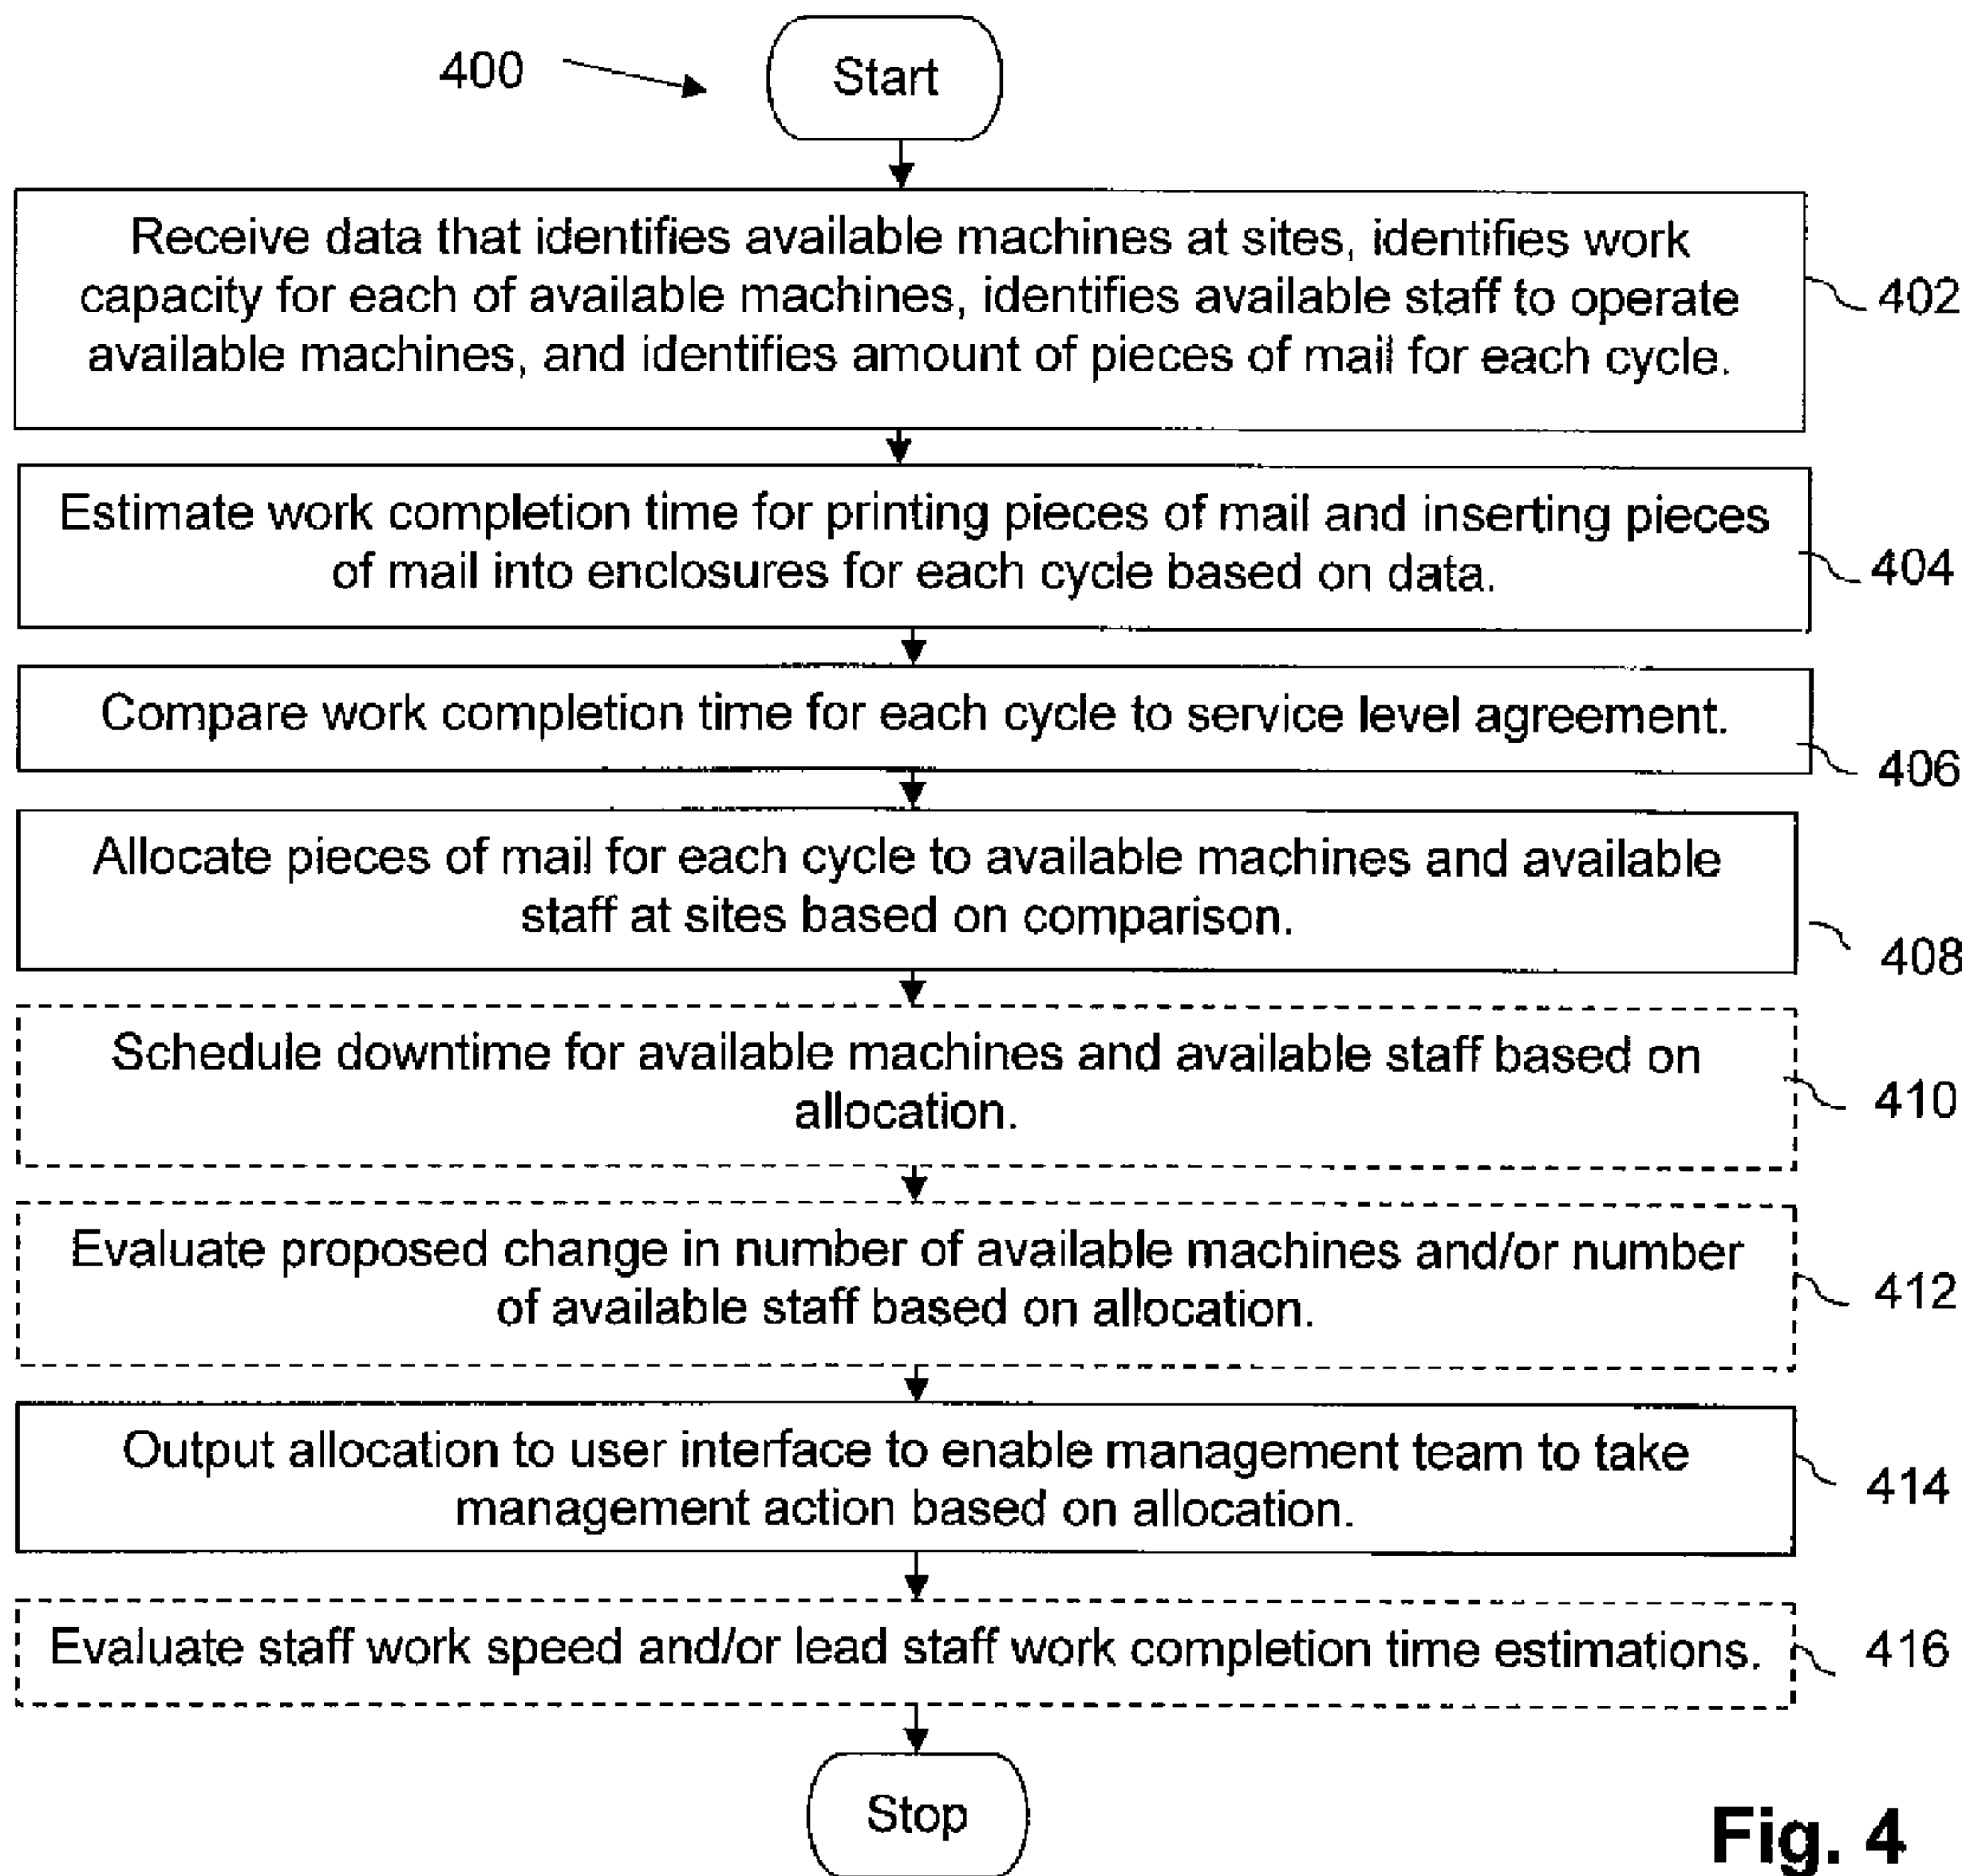 400
Start
Receive data that identifies available machines at sites, identifies work
capacity for each of available machines, identifies available staff to operate
available machines, and identifies amount of pieces of mail for each cycle.
402
Estimate work completion time for printing pieces of mail and inserting pieces
of mail into enclosures for each cycle based on data.
404
Compare work completion time for each cycle to service level agreement.
406
Allocate pieces of mail for each cycle to available machines and available
staff at sites based on comparison.
408
Schedule downtime for available machines and available staff based on
allocation.
410
Evaluate proposed change in number of available machines and/or number
of available staff based on allocation.
412
Output allocation to user interface to enable management team to take
management action based on allocation.
414
Evaluate staff work speed and/or lead staff work completion time estimations.
416
Stop
Fig. 4